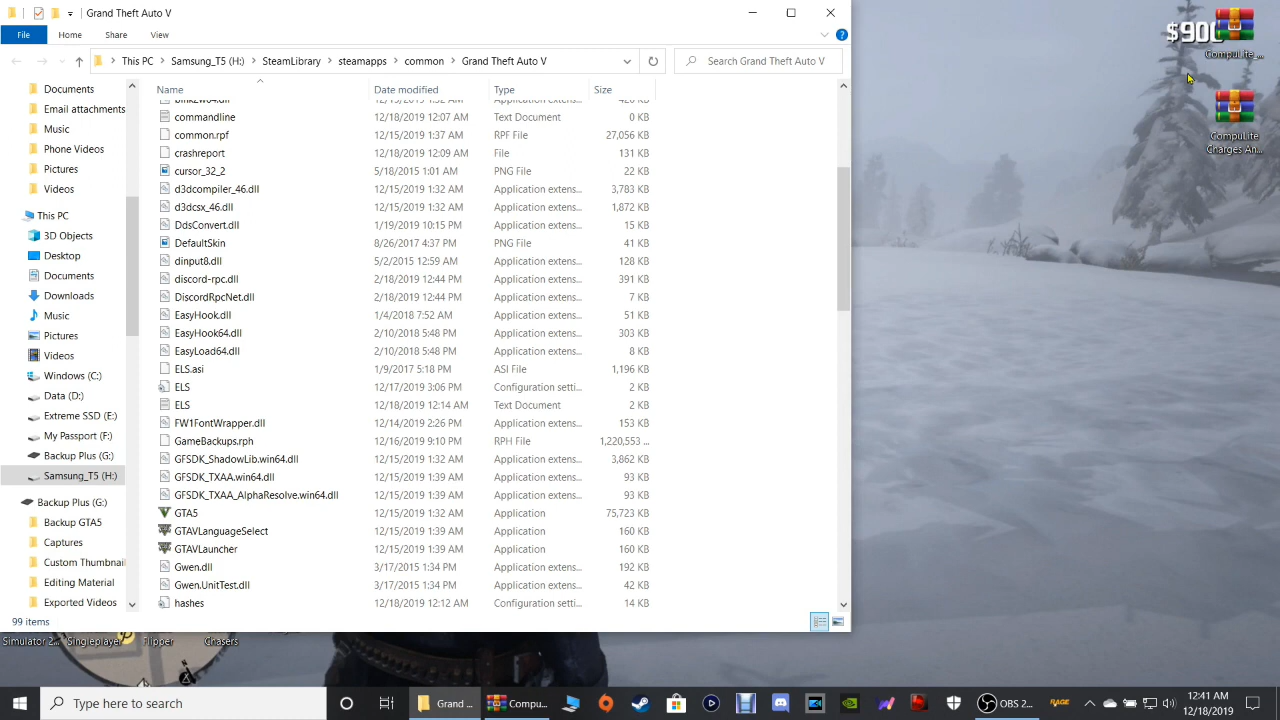 Grand Theft Auto V
File Home Share View
This PC Samsung_T5 (H:) SteamLibrary steamapps common Grand Theft Auto V
Search Grand Theft Auto V
Name Date modified Type Size
Documents
Email attachments
Music
Phone Videos
Pictures
Videos
This PC
3D Objects
Desktop
Documents
Downloads
Music
Pictures
Videos
Windows (C:)
Data (D:)
Extreme SSD (E:)
My Passport (F:)
Backup Plus (G:)
Samsung_T5 (H:)
Backup Plus (G:)
Backup GTA5
Captures
Custom Thumbnai
Editing Material
Exported Videos
commandline 12/18/2019 12:07 AM Text Document 0 KB
common.rpf 12/15/2019 1:37 AM RPF File 27,056 KB
crashreport 12/18/2019 12:09 AM File 131 KB
cursor_32_2 5/18/2015 1:01 AM PNG File 22 KB
d3dcompiler_46.dll 12/15/2019 1:32 AM Application extens... 3,783 KB
d3dcsx_46.dll 12/15/2019 1:32 AM Application extens... 1,872 KB
DdsConvert.dll 1/19/2019 10:15 PM Application extens... 15 KB
DefaultSkin 8/26/2017 4:37 PM PNG File 41 KB
dinput8.dll 5/2/2015 12:59 AM Application extens... 128 KB
discord-rpc.dll 2/18/2019 12:44 PM Application extens... 391 KB
DiscordRpcNet.dll 2/18/2019 12:44 PM Application extens... 7 KB
EasyHook.dll 1/4/2018 7:52 AM Application extens... 51 KB
EasyHook64.dll 2/10/2018 5:48 PM Application extens... 303 KB
EasyLoad64.dll 2/10/2018 5:48 PM Application extens... 8 KB
ELS.asi 1/9/2017 5:18 PM ASI File 1,196 KB
ELS 12/17/2019 3:06 PM Configuration setti... 2 KB
ELS 12/18/2019 12:14 AM Text Document 2 KB
FW1FontWrapper.dll 12/14/2019 2:26 PM Application extens... 153 KB
GameBackups.rph 12/16/2019 9:10 PM RPH File 1,220,553 ...
GFSDK_ShadowLib.win64.dll 12/15/2019 1:32 AM Application extens... 3,862 KB
GFSDK_TXAA.win64.dll 12/15/2019 1:39 AM Application extens... 93 KB
GFSDK_TXAA_AlphaResolve.win64.dll 12/15/2019 1:39 AM Application extens... 93 KB
GTA5 12/15/2019 1:32 AM Application 75,723 KB
GTAVLanguageSelect 12/15/2019 1:39 AM Application 160 KB
GTAVLauncher 12/15/2019 1:39 AM Application 160 KB
Gwen.dll 3/17/2015 1:34 PM Application extens... 192 KB
Gwen.UnitTest.dll 3/17/2015 1:34 PM Application extens... 42 KB
hashes 12/18/2019 12:12 AM Configuration setti... 14 KB
99 items
CompuLite_...
CompuLite
Charges An...
Simulator 2... Singleplayer Flipper Chasers
Type here to search
Grand ...
Compu...
RAGE
OBS 2...
12:41 AM
12/18/2019